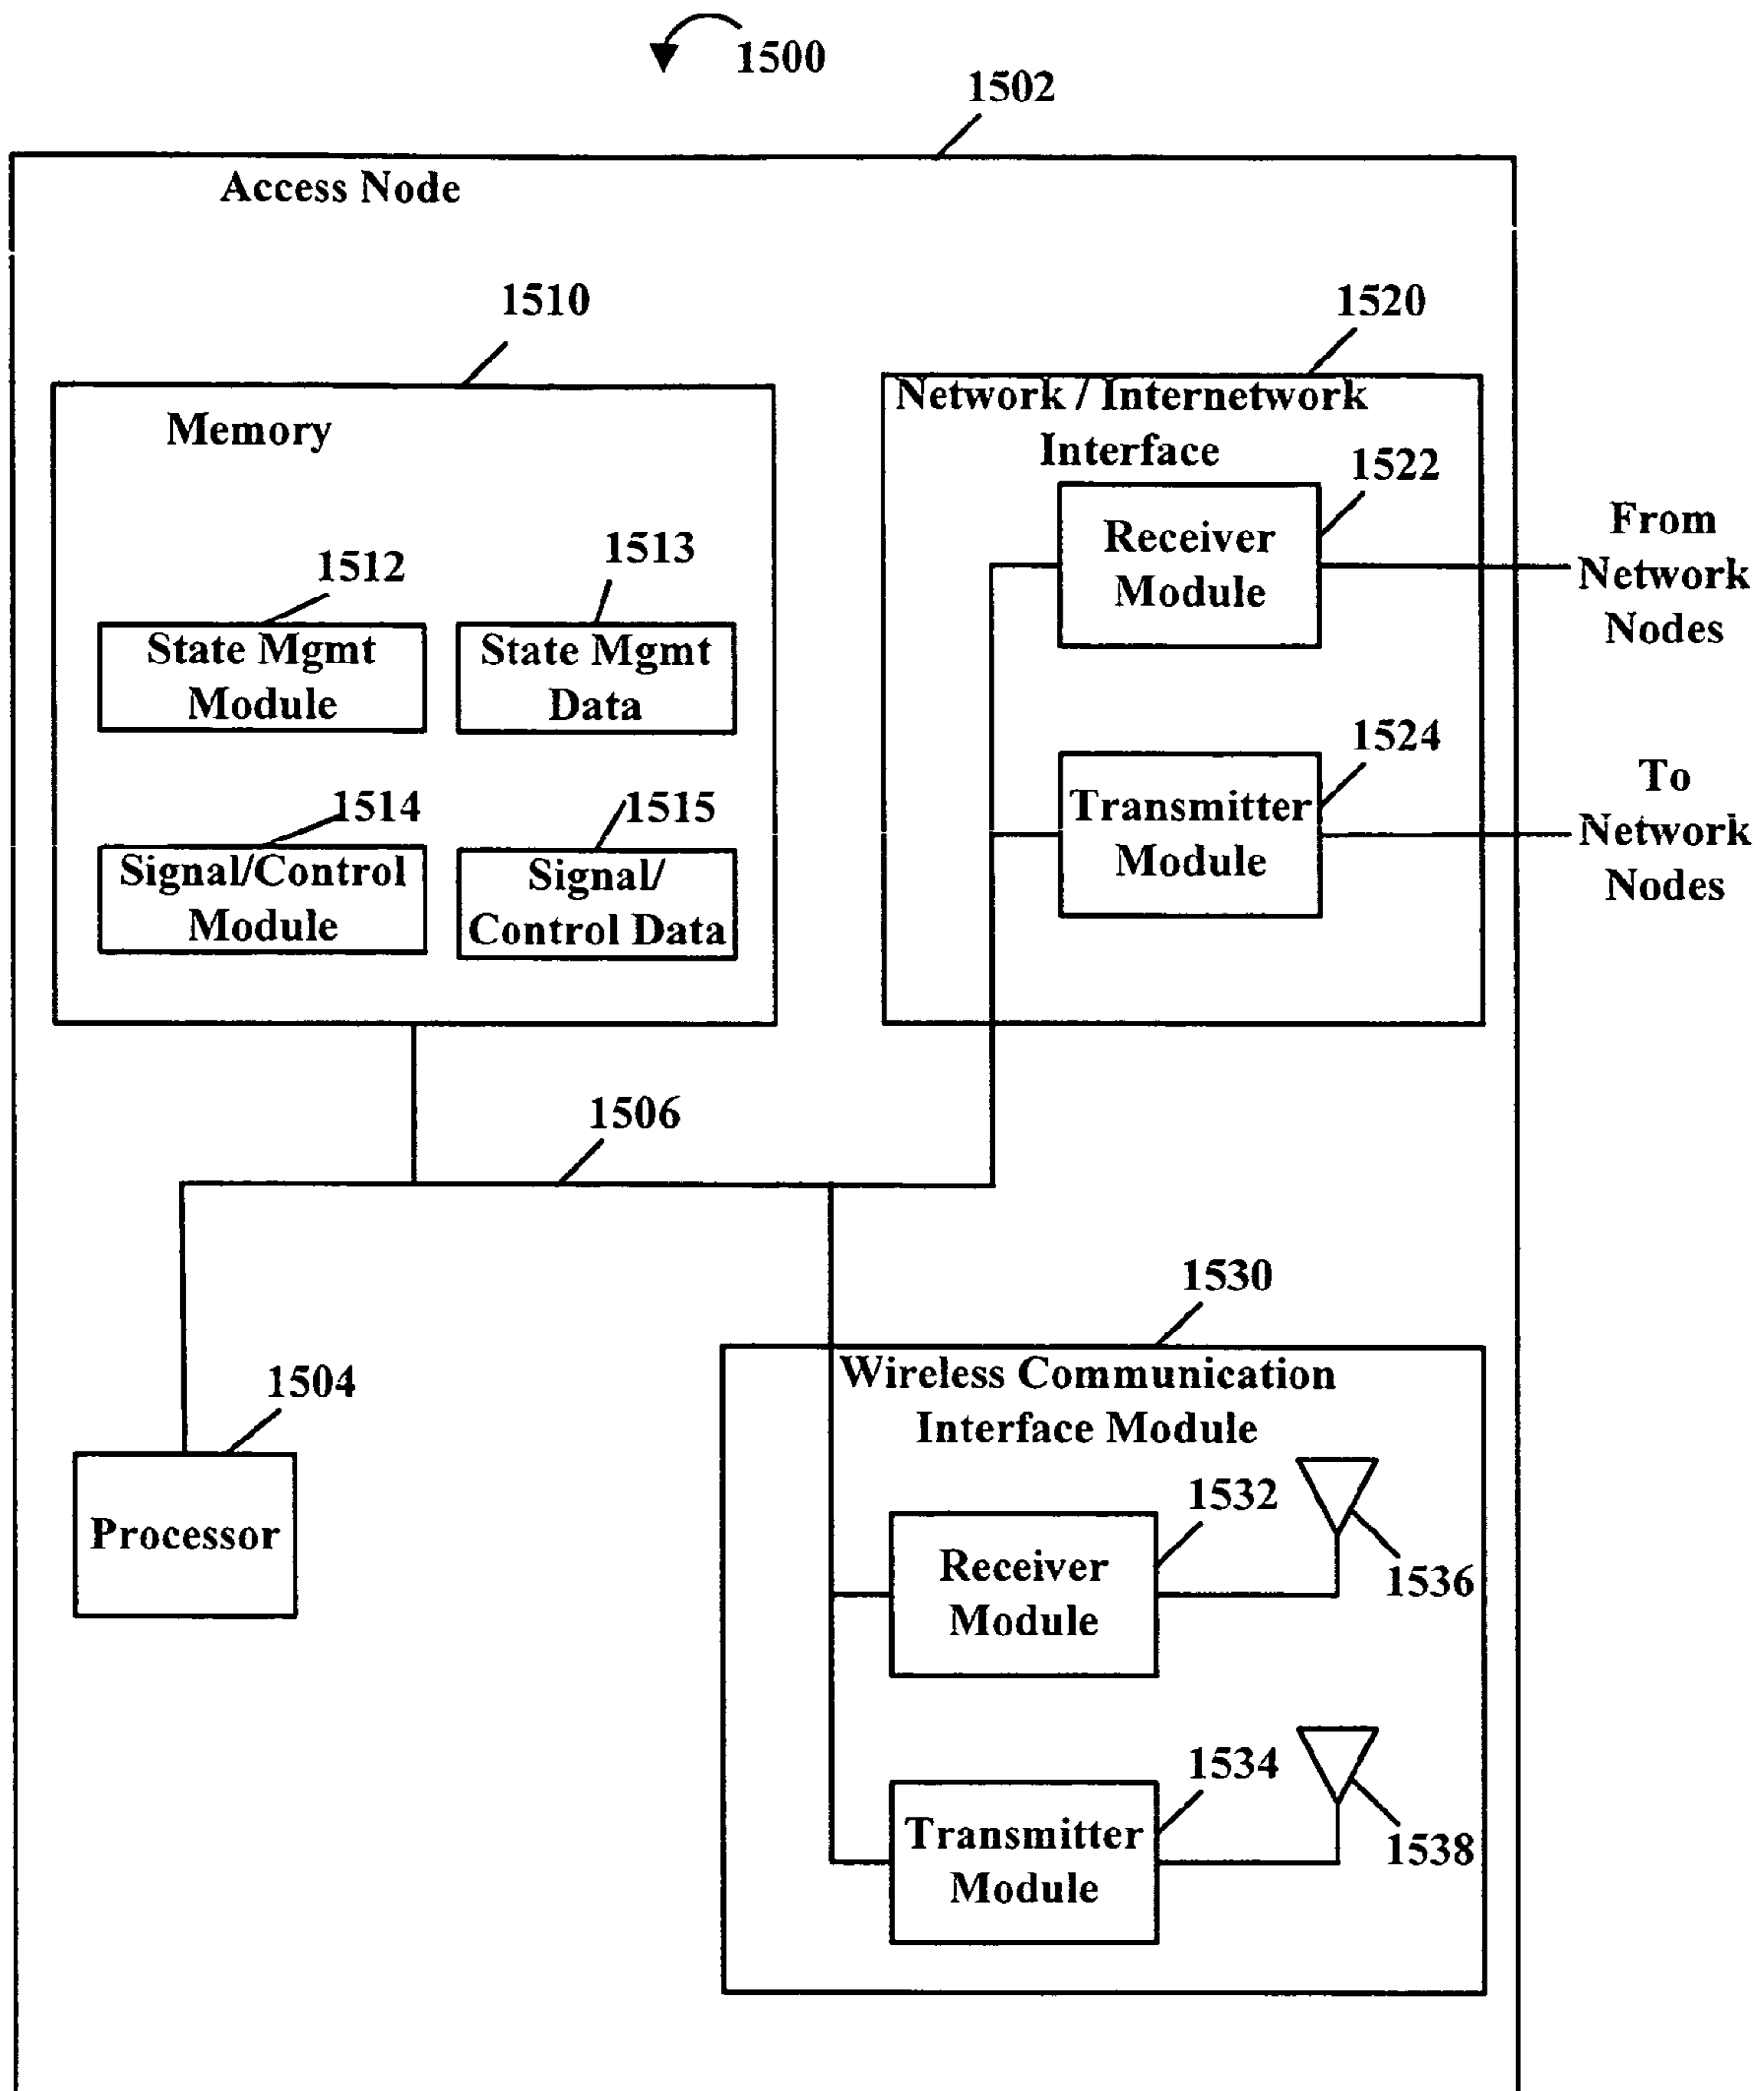 1500
1502
Access Node
1510
Memory
1512
State Mgmt
Module
1513
State Mgmt
Data
1514
Signal/Control
Module
1515
Signal/
Control Data
1520
Network / Internetwork
Interface
1522
Receiver
Module
From
Network
Nodes
1524
Transmitter
Module
To
Network
Nodes
1506
1504
Processor
1530
Wireless Communication
Interface Module
1532
Receiver
Module
1536
1534
Transmitter
Module
1538